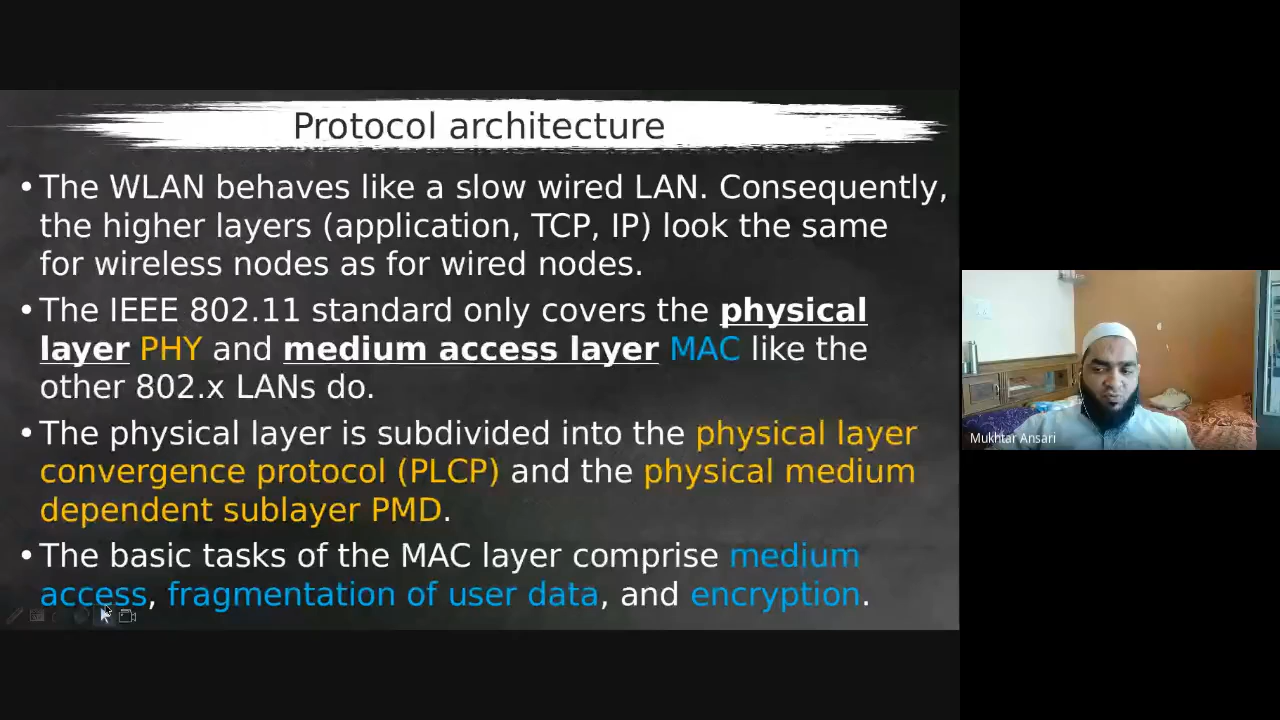 Protocol architecture
• The WLAN behaves like a slow wired LAN. Consequently,
the higher layers (application, TCP, IP) look the same
for wireless nodes as for wired nodes.
• The IEEE 802.11 standard only covers the physical
layer PHY and medium access layer MAC like the
other 802.x LANs do.
• The physical layer is subdivided into the physical layer
convergence protocol (PLCP) and the physical medium
dependent sublayer PMD.
• The basic tasks of the MAC layer comprise medium
access, fragmentation of user data, and encryption.
Mukhtar Ansari